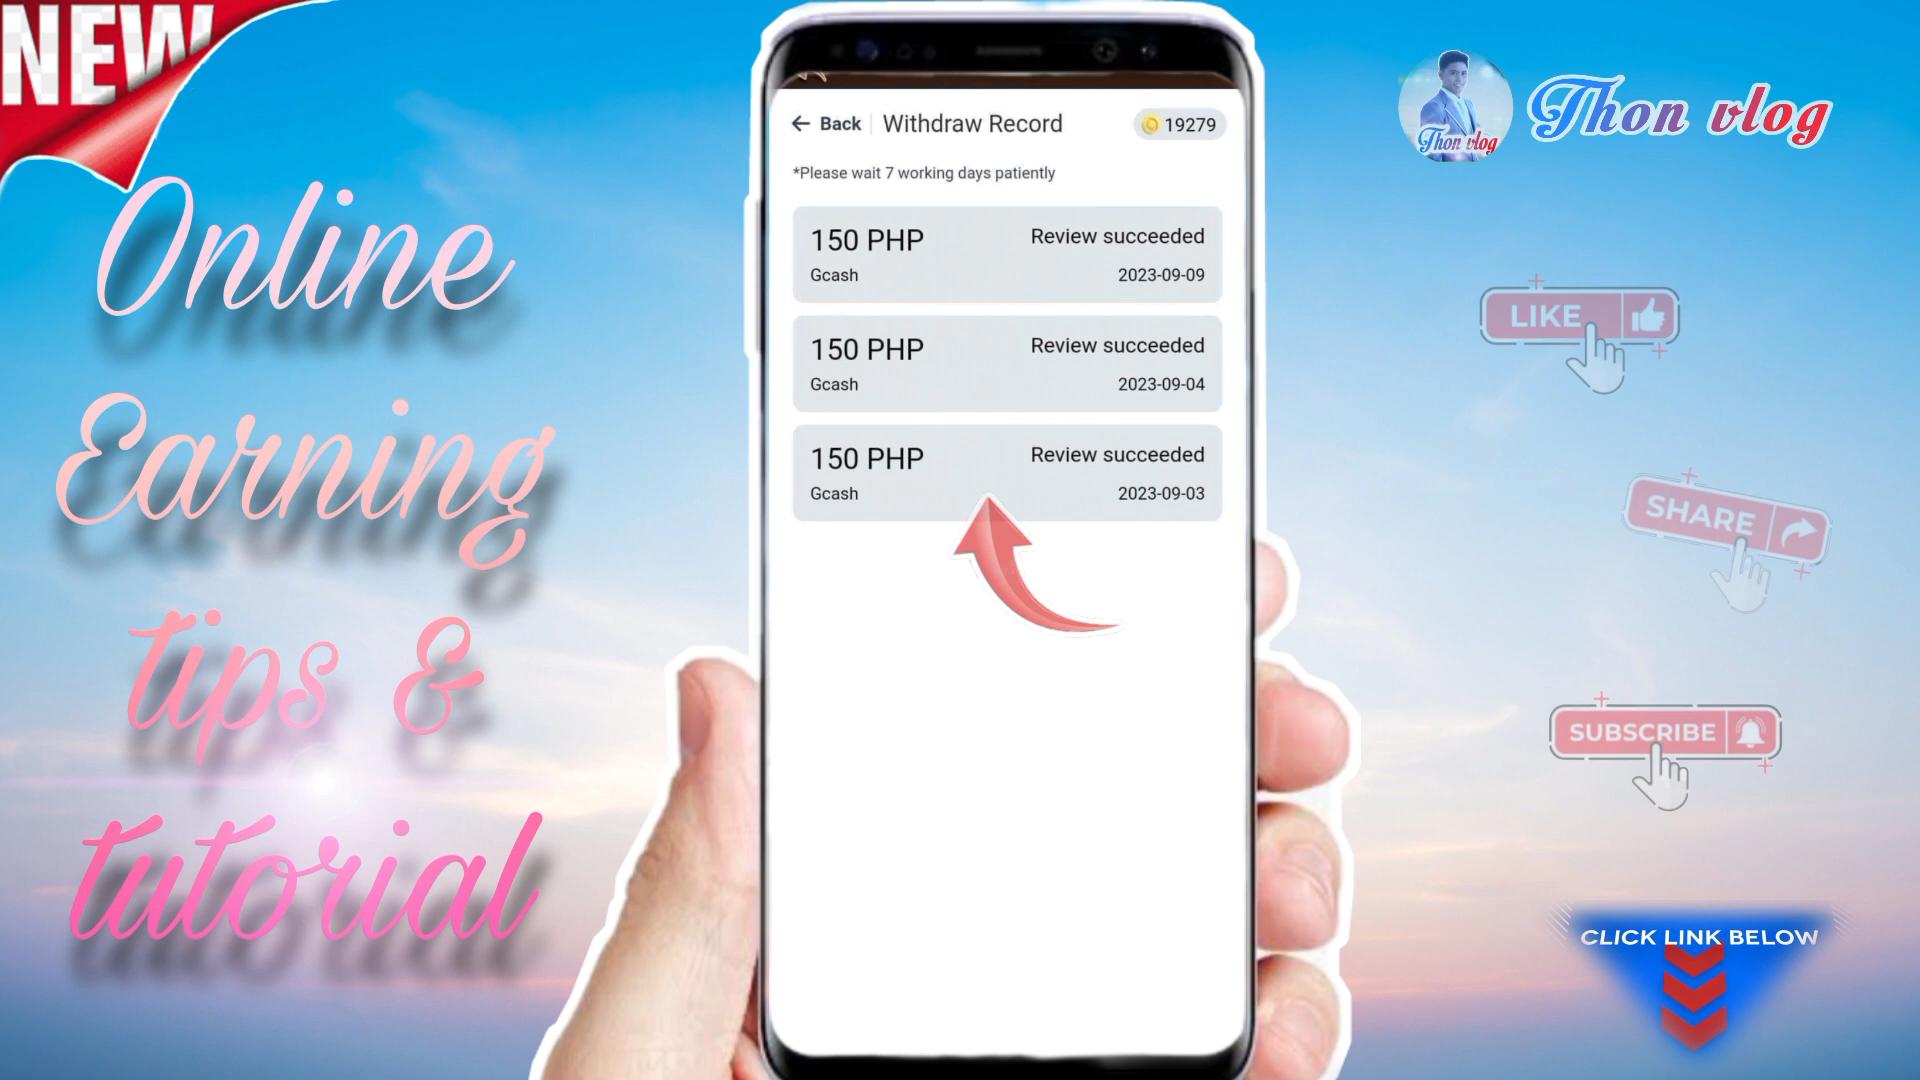 NEW
Online
Earning
tips &
tutorial
Back
Withdraw Record
19279
*Please wait 7 working days patiently
150 PHP
Review succeeded
Gcash
2023-09-09
150 PHP
Review succeeded
Gcash
2023-09-04
150 PHP
Review succeeded
Gcash
2023-09-03
Thon vlog
Thon vlog
LIKE
SHARE
SUBSCRIBE
CLICK LINK BELOW